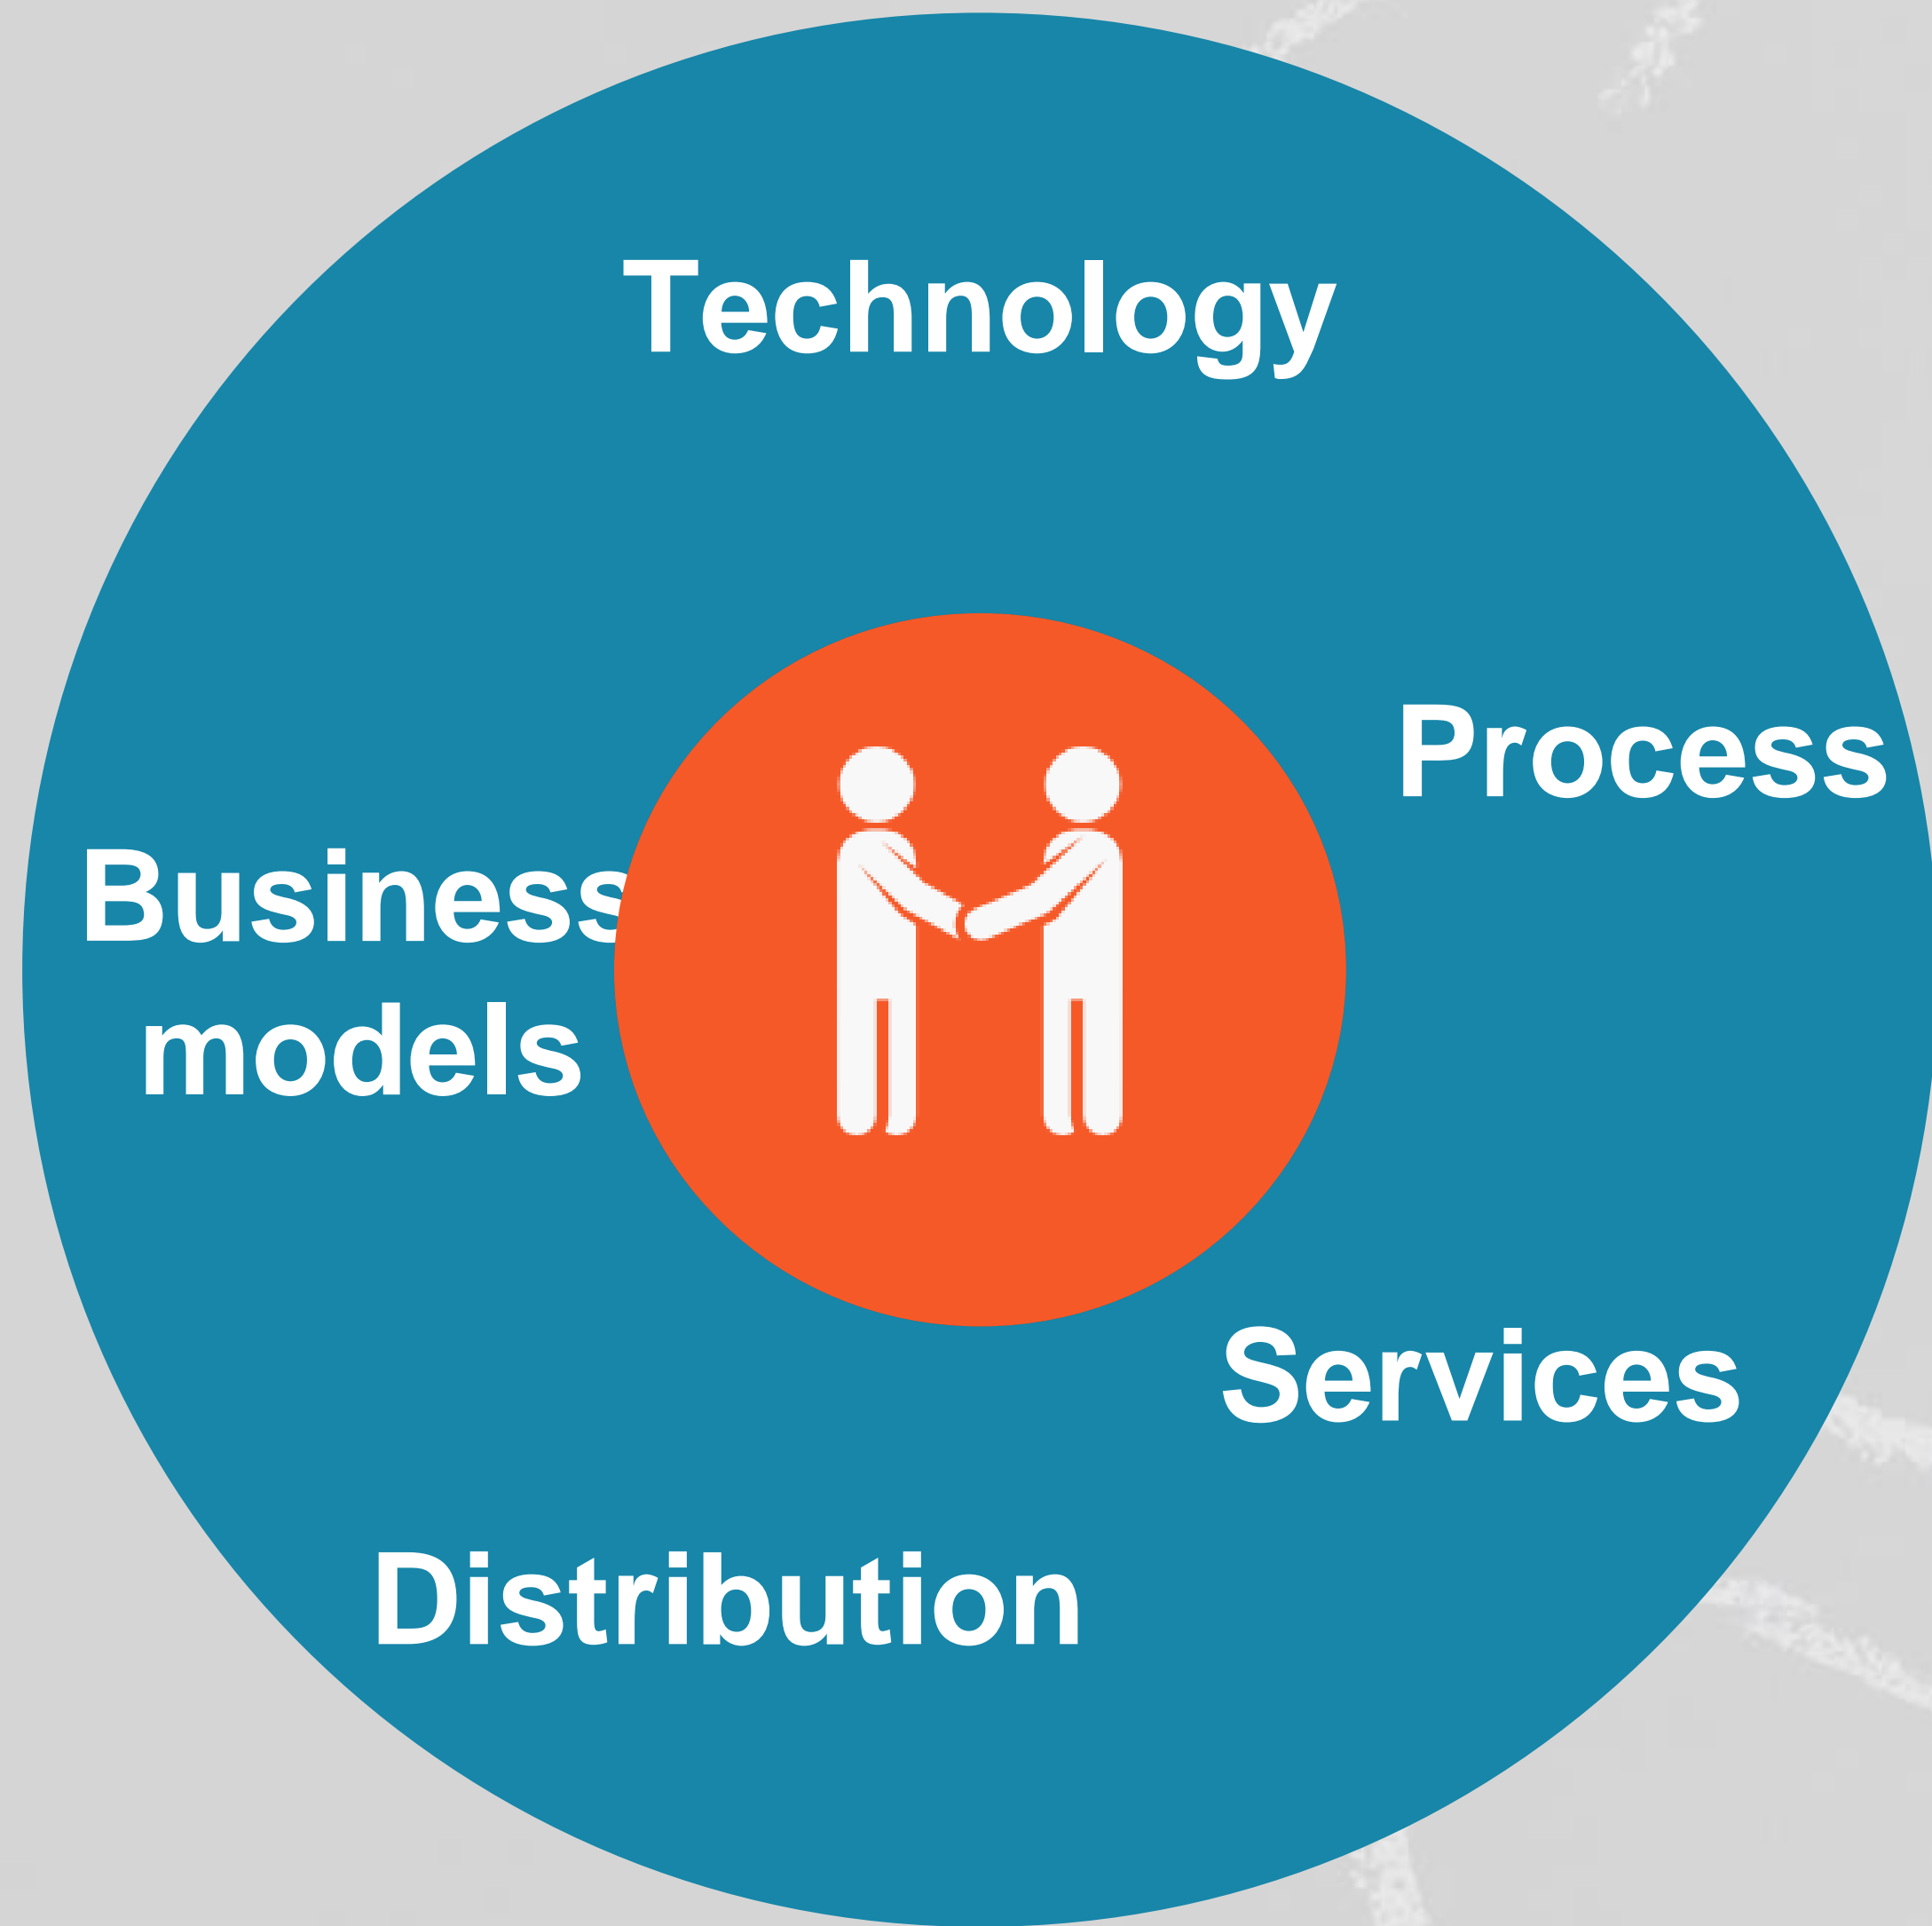 Technology
Process
Business
models
Services
Distribution